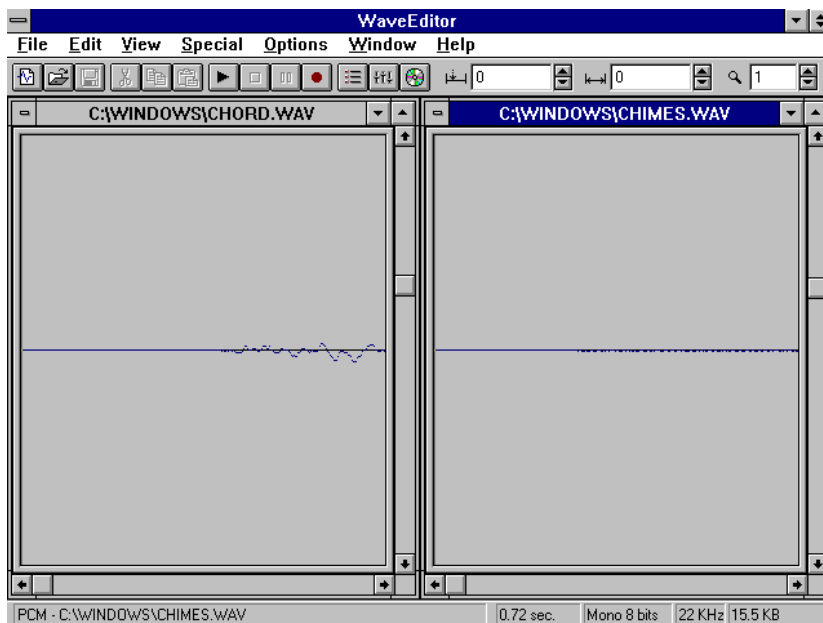 WaveEditor
File Edit View Special Options Window Help
0 0 1
C:\WINDOWS\CHORD.WAV C:\WINDOWS\CHIMES.WAV
PCM - C:\WINDOWS\CHIMES.WAV 0.72 sec. Mono 8 bits 22 KHz 15.5 KB